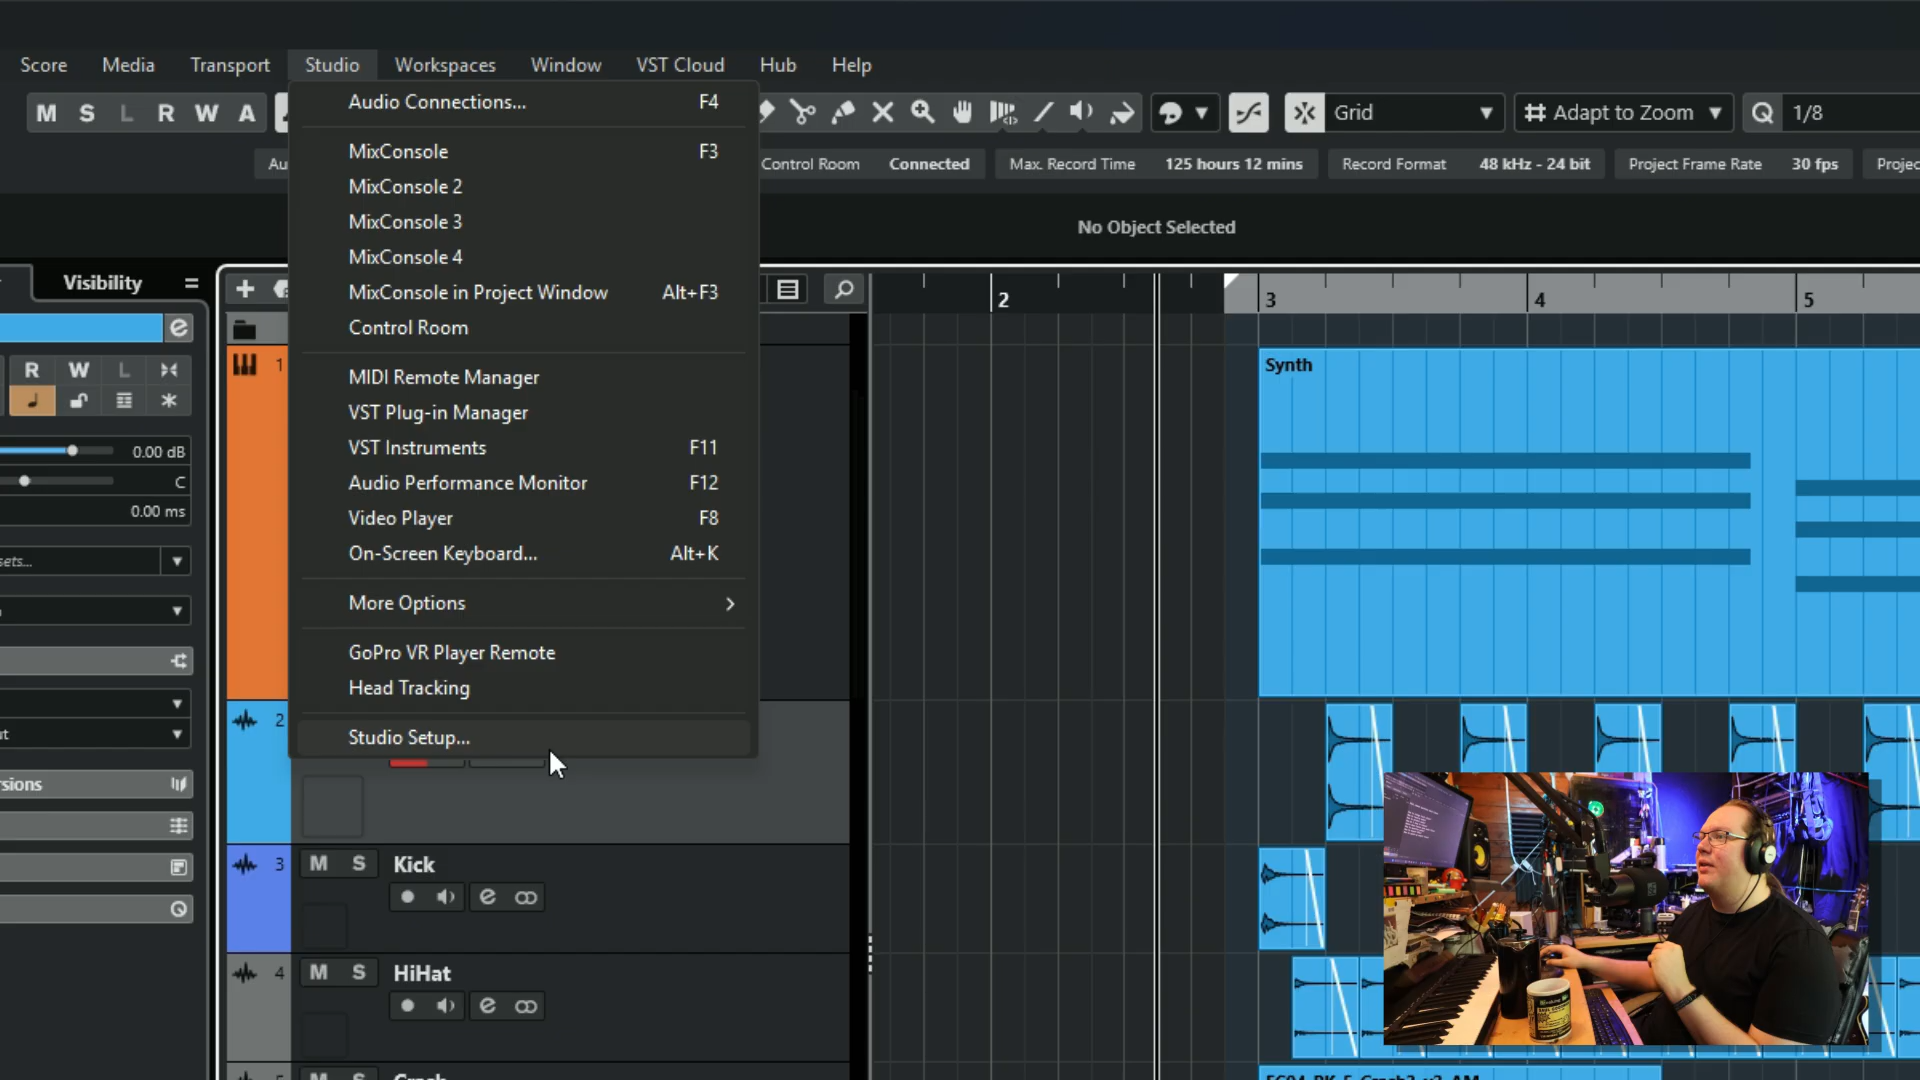 Score Media Transport Studio Workspaces Window VST Cloud Hub Help
M S L R W A
Grid
Adapt to Zoom
Q 1/8
Control Room Connected
Max. Record Time 125 hours 12 mins
Record Format 48 kHz - 24 bit
Project Frame Rate 30 fps
No Object Selected
Audio Connections... F4
MixConsole F3
MixConsole 2
MixConsole 3
MixConsole 4
MixConsole in Project Window Alt+F3
Control Room
MIDI Remote Manager
VST Plug-in Manager
VST Instruments F11
Audio Performance Monitor F12
Video Player F8
On-Screen Keyboard... Alt+K
More Options
GoPro VR Player Remote
Head Tracking
Studio Setup...
Visibility
R W L
0.00 dB
C
0.00 ms
2 3 4 5
1
Synth
2
3 M S Kick
4 M S HiHat